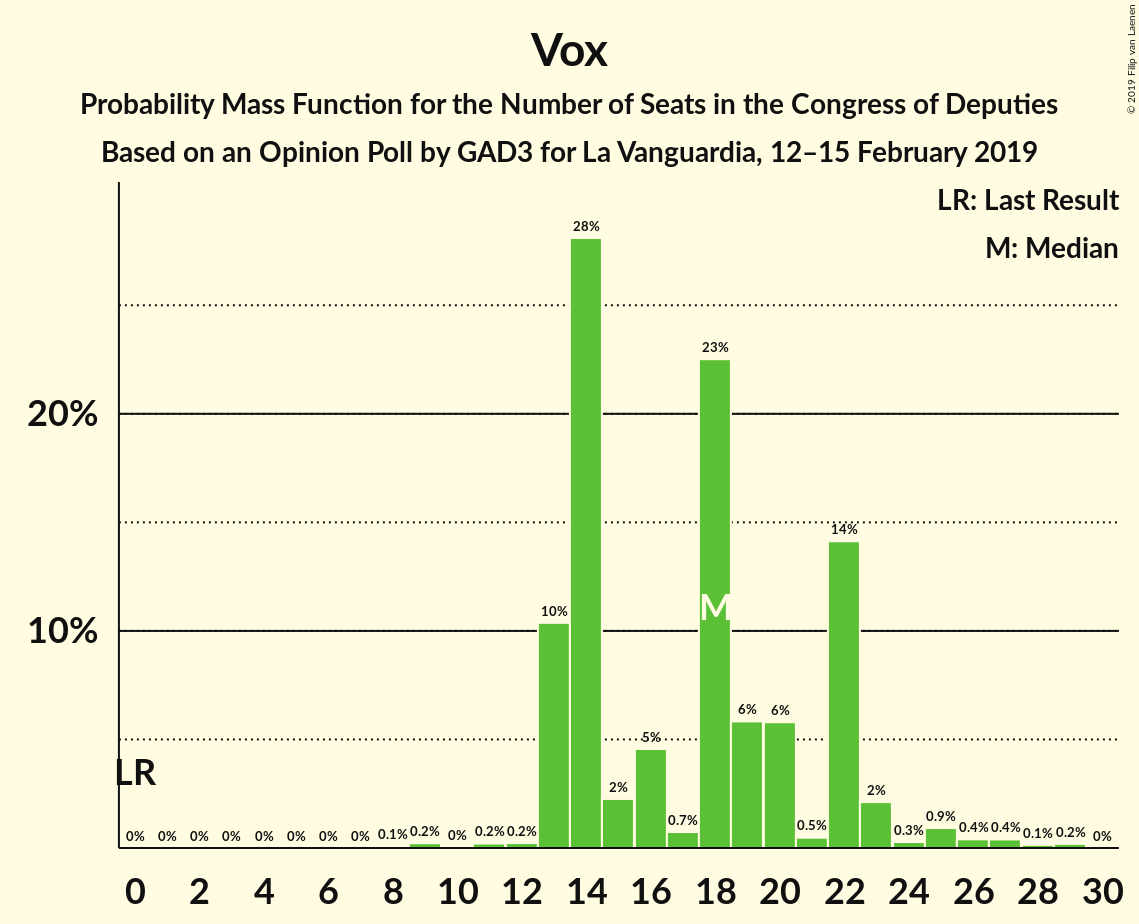 Vox
Probability Mass Function for the Number of Seats in the Congress of Deputies
Based on an Opinion Poll by GAD3 for La Vanguardia, 12–15 February 2019
© 2019 Filip van Laenen
LR: Last Result
M: Median
28%
23%
20%
14%
M
10%
10%
6% 6%
5%
LR
2% 2%
0% 0% 0% 0% 0% 0% 0% 0% 0.1% 0.2% 0% 0.2% 0.2% 0.7% 0.5% 0.3% 0.9% 0.4% 0.4% 0.1% 0.2% 0%
0 2 4 6 8 10 12 14 16 18 20 22 24 26 28 30